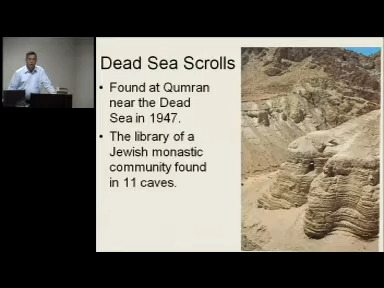 Dead Sea Scrolls
• Found at Qumran
near the Dead
Sea in 1947.
• The library of a
Jewish monastic
community found
in 11 caves.